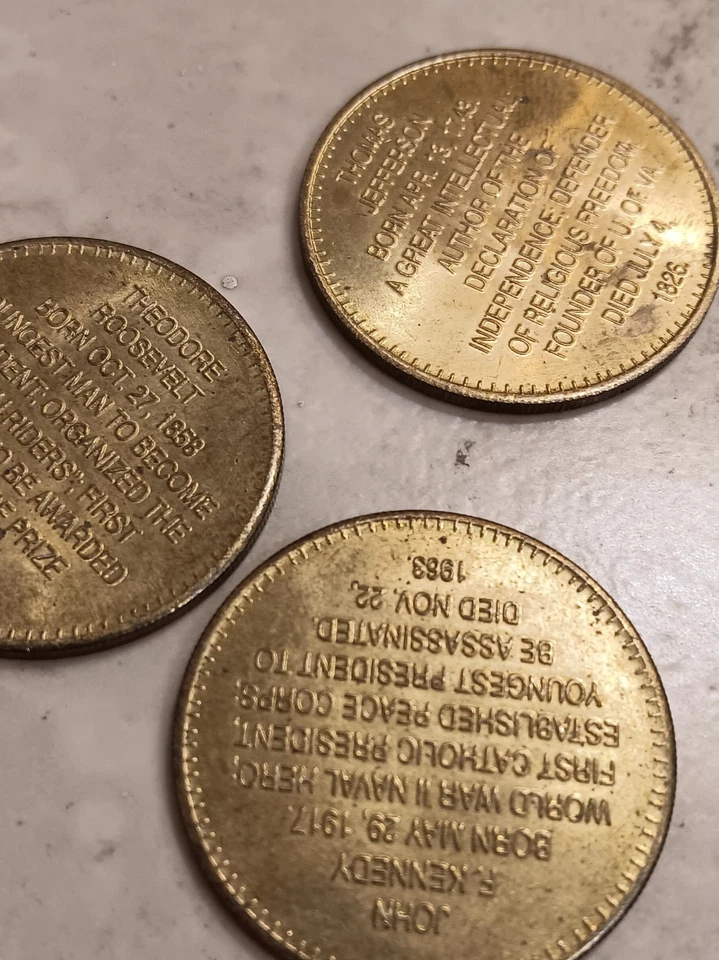 THOMAS
JEFFERSON
BORN APR. 13, 1743.
A GREAT INTELLECTUAL
AUTHOR OF THE
DECLARATION OF
INDEPENDENCE: DEFENDER
OF RELIGIOUS FREEDOM.
FOUNDER OF U. OF VA.
DIED JULY 4,
1826.
THEODORE
ROOSEVELT
BORN OCT. 27, 1858
MAN TO BECOME
ORGANIZED THE
RIDERS"; FIRST
BE AWARDED
PRIZE
JOHN
F. KENNEDY
BORN MAY 29, 1917.
WORLD WAR II NAVAL HERO;
FIRST CATHOLIC PRESIDENT,
ESTABLISHED PEACE CORPS;
YOUNGEST PRESIDENT TO
BE ASSASSINATED.
DIED NOV. 22,
1963.